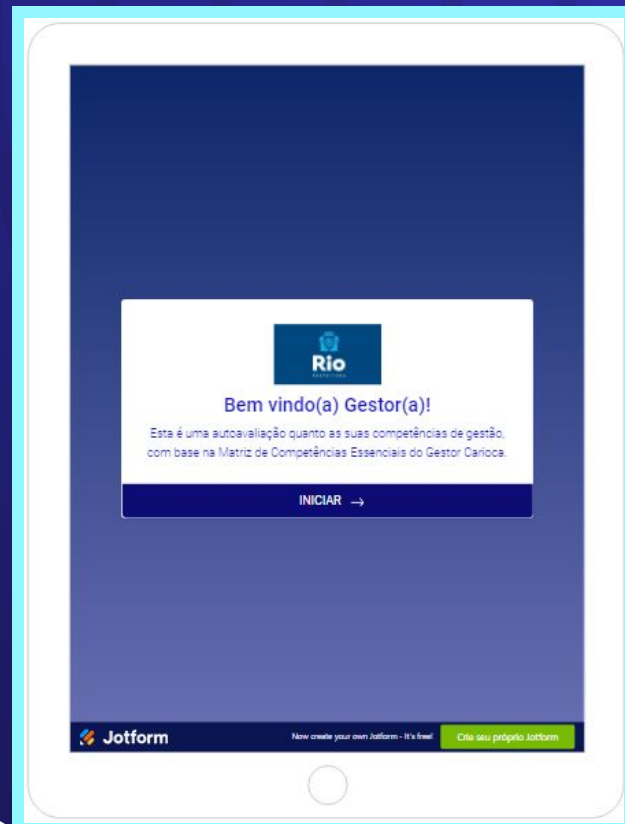 Rio
PREFEITURA
Bem vindo(a) Gestor(a)!
Esta é uma autoavaliação quanto as suas competências de gestão,
com base na Matriz de Competências Essenciais do Gestor Carioca.
INICIAR →
Jotform
Now create your own Jotform - It's free!
Crie seu próprio Jotform